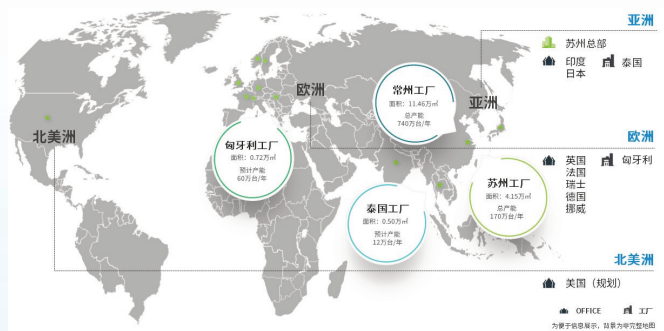 亚洲
苏州总部
印度
日本
泰国
欧洲
英国
法国
瑞士
德国
挪威
匈牙利
北美洲
美国（规划）
OFFICE
工厂
为便于信息展示，背景为非完整地图
北美洲
欧洲
亚洲
常州工厂
面积：11.46万㎡
总产能
740万台/年
匈牙利工厂
面积：0.72万㎡
预计产能
60万台/年
泰国工厂
面积：0.50万㎡
预计产能
12万台/年
苏州工厂
面积：4.15万㎡
总产能
170万台/年